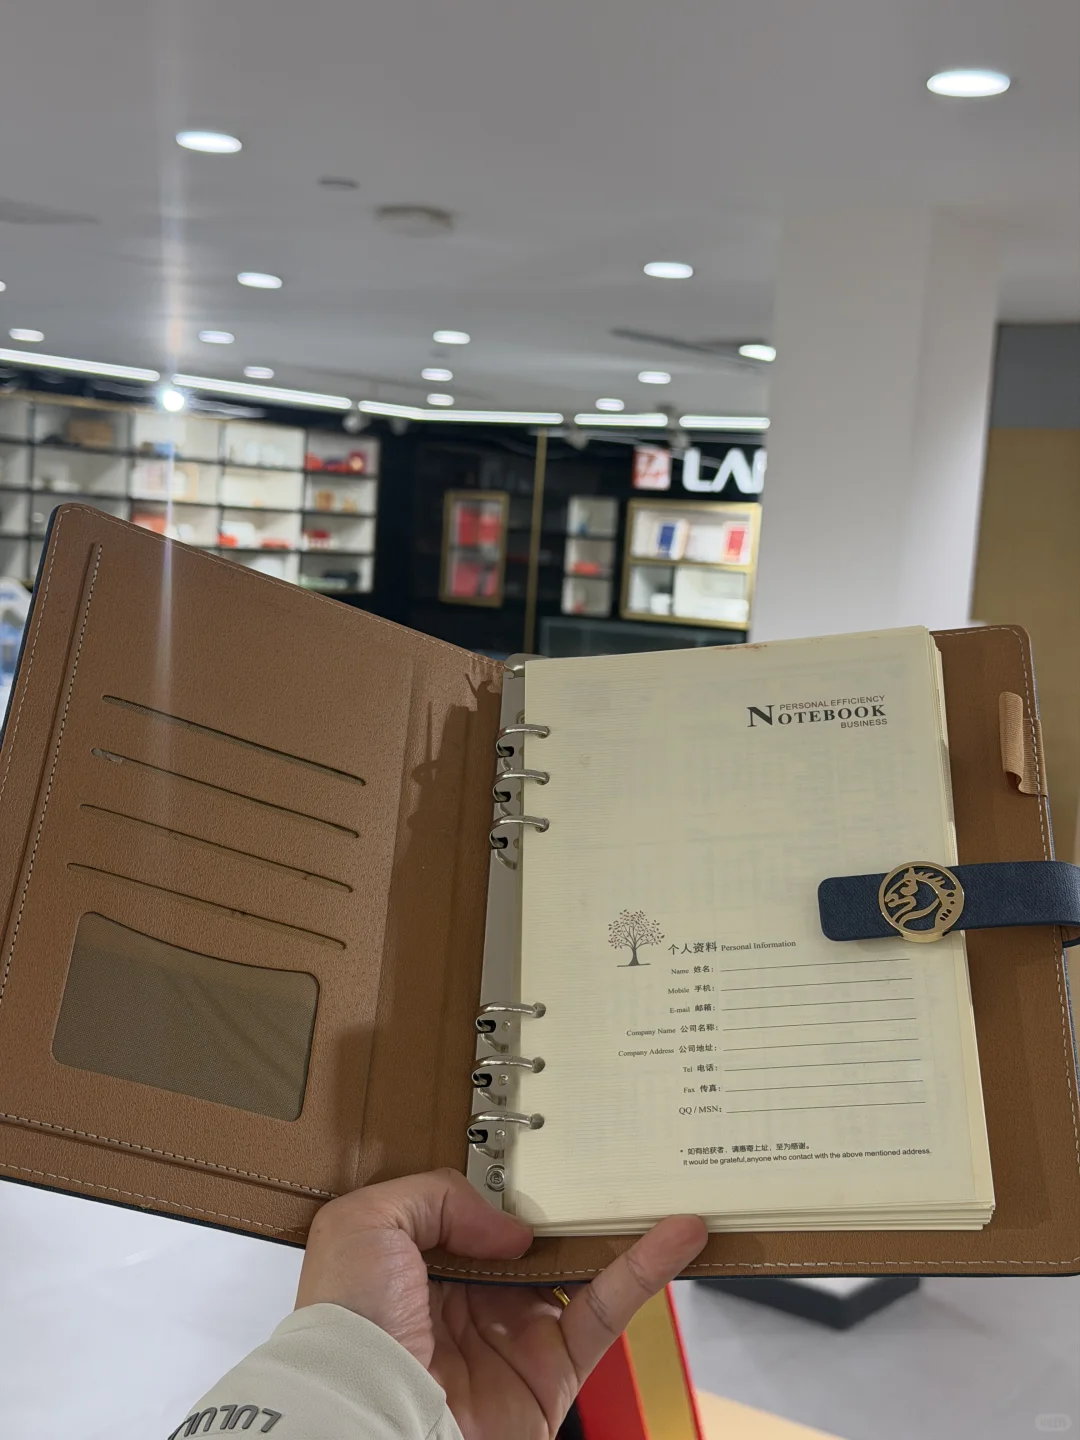 LAI
PERSONAL EFFICIENCY
NOTEBOOK
BUSINESS
个人资料 Personal Information
Name 姓名：
Mobile 手机：
E-mail 邮箱：
Company Name 公司名称：
Company Address 公司地址：
Tel 电话：
Fax 传真：
QQ / MSN：
* 如有拾获者，请惠寄上址，至为感谢。
It would be grateful,anyone who contact with the above mentioned address.